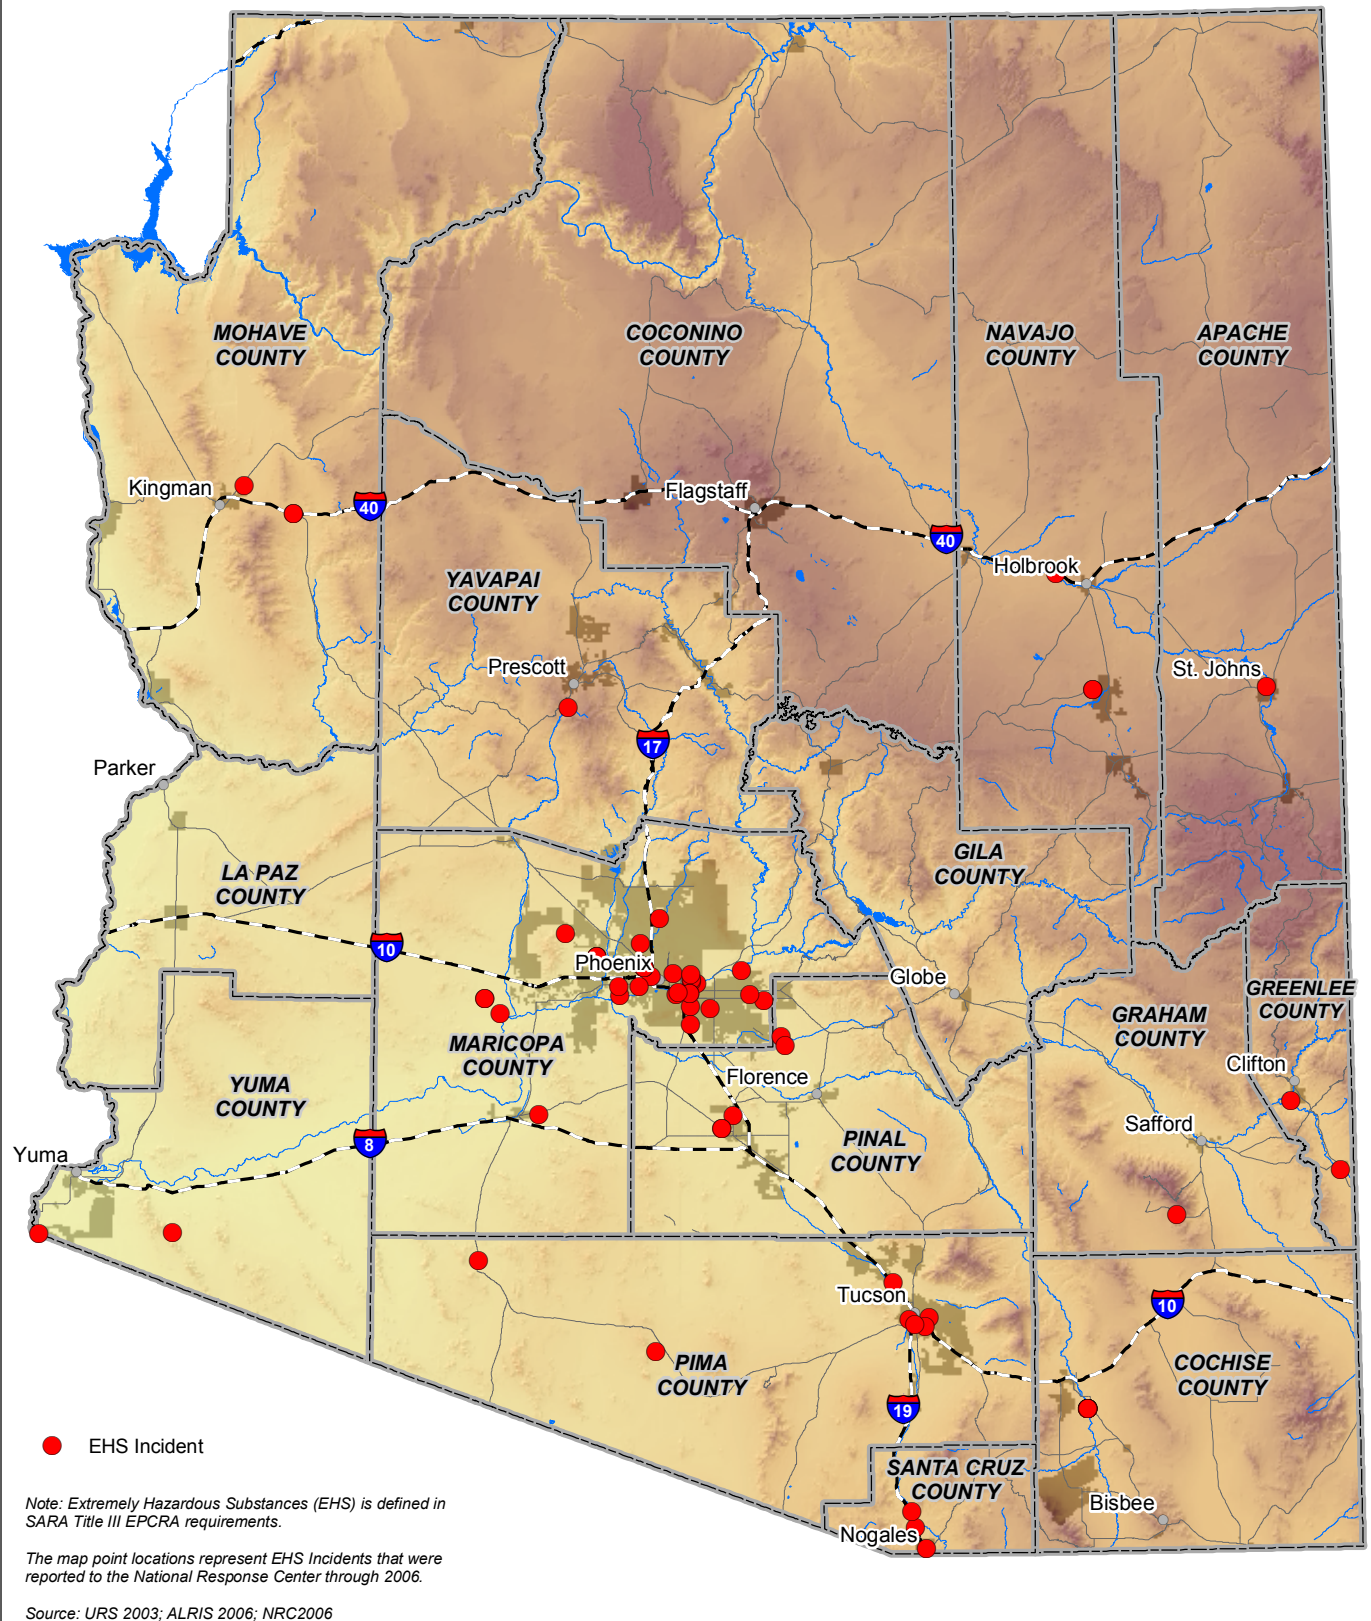 MOHAVE
COUNTY
COCONINO
COUNTY
NAVAJO
COUNTY
APACHE
COUNTY
Kingman
40
Flagstaff
40
Holbrook
YAVAPAI
COUNTY
Prescott
St. Johns
17
Parker
LA PAZ
COUNTY
GILA
COUNTY
10
Phoenix
Globe
GREENLEE
COUNTY
GRAHAM
COUNTY
MARICOPA
COUNTY
Clifton
YUMA
COUNTY
Florence
Safford
8
PINAL
COUNTY
Yuma
Tucson
10
PIMA
COUNTY
COCHISE
COUNTY
19
EHS Incident
SANTA CRUZ
COUNTY
Bisbee
Nogales
Note: Extremely Hazardous Substances (EHS) is defined in
SARA Title III EPCRA requirements.
The map point locations represent EHS Incidents that were
reported to the National Response Center through 2006.
Source: URS 2003; ALRIS 2006; NRC2006